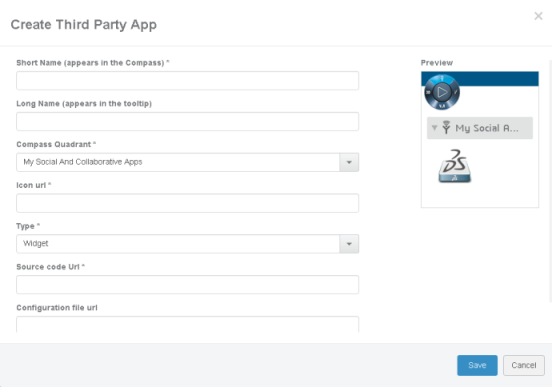 Create Third Party App
Short Name (appears in the Compass) *
Preview
Long Name (appears in the tooltip)
My Social A...
Compass Quadrant *
My Social And Collaborative Apps
Icon url *
Type *
Widget
Source code Url *
Configuration file url
Save
Cancel